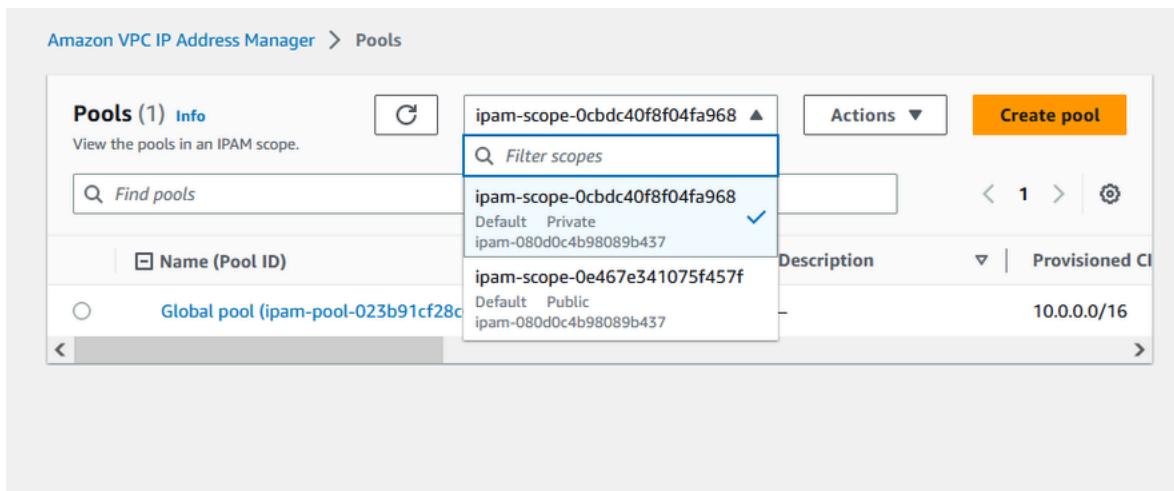 Amazon VPC IP Address Manager > Pools
Pools (1) Info
View the pools in an IPAM scope.
ipam-scope-0cbdc40f8f04fa968
Actions
Create pool
Filter scopes
Find pools
1
ipam-scope-0cbdc40f8f04fa968
Default Private
ipam-080d0c4b98089b437
ipam-scope-0e467e341075f457f
Default Public
ipam-080d0c4b98089b437
Name (Pool ID)
Description
Provisioned CI
Global pool (ipam-pool-023b91cf28c
–
10.0.0.0/16